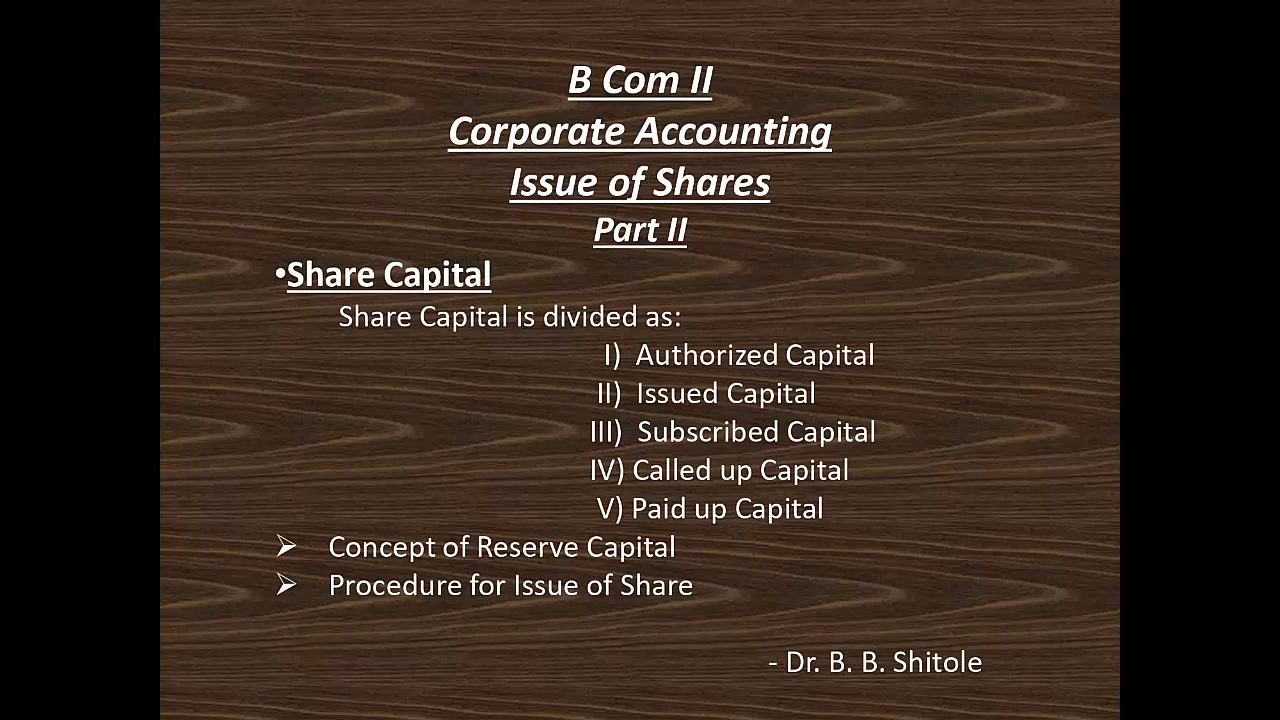 B Com II
Corporate Accounting
Issue of Shares
Part II
•Share Capital
Share Capital is divided as:
I) Authorized Capital
II) Issued Capital
III) Subscribed Capital
IV) Called up Capital
V) Paid up Capital
➢ Concept of Reserve Capital
➢ Procedure for Issue of Share
- Dr. B. B. Shitole